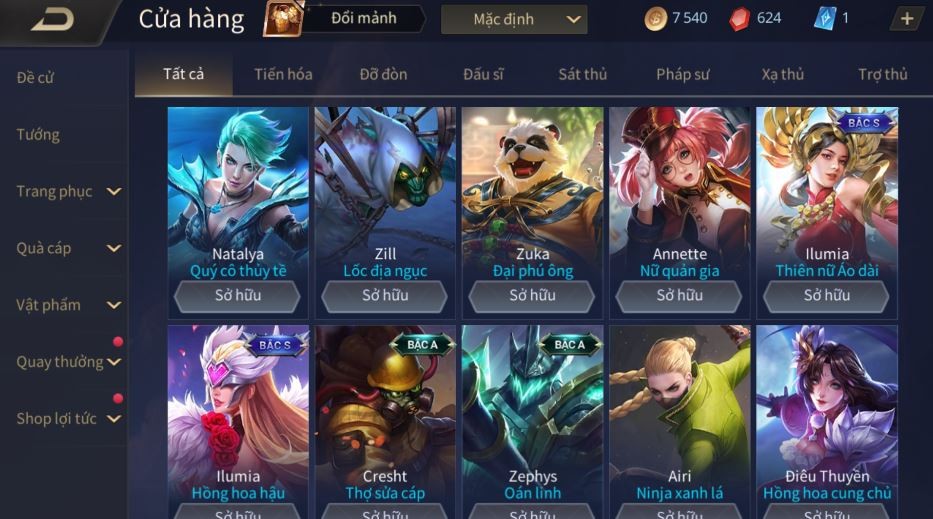 Cửa hàng
Đổi mảnh
Mặc định
7 540
624
1
+
Đề cử
Tướng
Trang phục
Quà cáp
Vật phẩm
Quay thưởng
Shop lợi tức
Tất cả
Tiến hóa
Đỡ đòn
Đấu sĩ
Sát thủ
Pháp sư
Xạ thủ
Trợ thủ
Natalya
Quý cô thủy tề
Sở hữu
Zill
Lốc địa ngục
Sở hữu
Zuka
Đại phú ông
Sở hữu
Annette
Nữ quản gia
Sở hữu
BẬC S
Ilumia
Thiên nữ Áo dài
Sở hữu
BẬC S
Ilumia
Hồng hoa hậu
Sở hữu
BẬC A
Cresht
Thợ sửa cáp
Sở hữu
BẬC A
Zephys
Oán linh
Sở hữu
Airi
Ninja xanh lá
Sở hữu
Điêu Thuyền
Hồng hoa cung chủ
Sở hữu